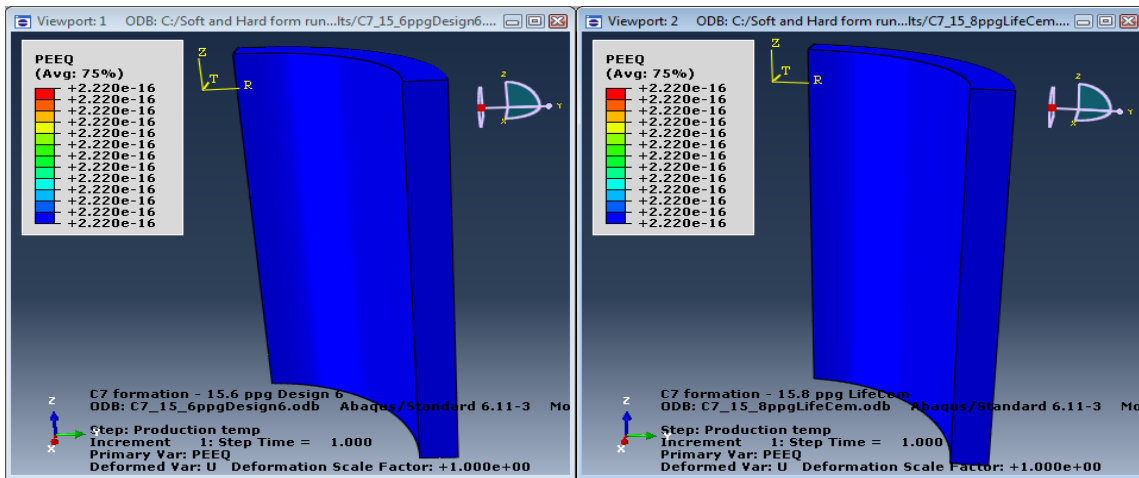 Viewport: 1 ODB: C:/Soft and Hard form run...lts/C7_15_6ppgDesign6....
PEEQ
(Avg: 75%)
+2.220e-16
+2.220e-16
+2.220e-16
+2.220e-16
+2.220e-16
+2.220e-16
+2.220e-16
+2.220e-16
+2.220e-16
+2.220e-16
+2.220e-16
+2.220e-16
+2.220e-16
Z
T
R
Z
Y
X
C7 formation - 15.6 ppg Design 6
ODB: C7_15_6ppgDesign6.odb Abaqus/Standard 6.11-3 Mo
Step: Production temp
Increment 1: Step Time = 1.000
Primary Var: PEEQ
Deformed Var: U Deformation Scale Factor: +1.000e+00
Z
Y
X
Viewport: 2 ODB: C:/Soft and Hard form run...lts/C7_15_8ppgLifeCem....
PEEQ
(Avg: 75%)
+2.220e-16
+2.220e-16
+2.220e-16
+2.220e-16
+2.220e-16
+2.220e-16
+2.220e-16
+2.220e-16
+2.220e-16
+2.220e-16
+2.220e-16
+2.220e-16
+2.220e-16
Z
T
R
Z
Y
X
C7 formation - 15.8 ppg LifeCem
ODB: C7_15_8ppgLifeCem.odb Abaqus/Standard 6.11-3 Mo
Step: Production temp
Increment 1: Step Time = 1.000
Primary Var: PEEQ
Deformed Var: U Deformation Scale Factor: +1.000e+00
Z
Y
X